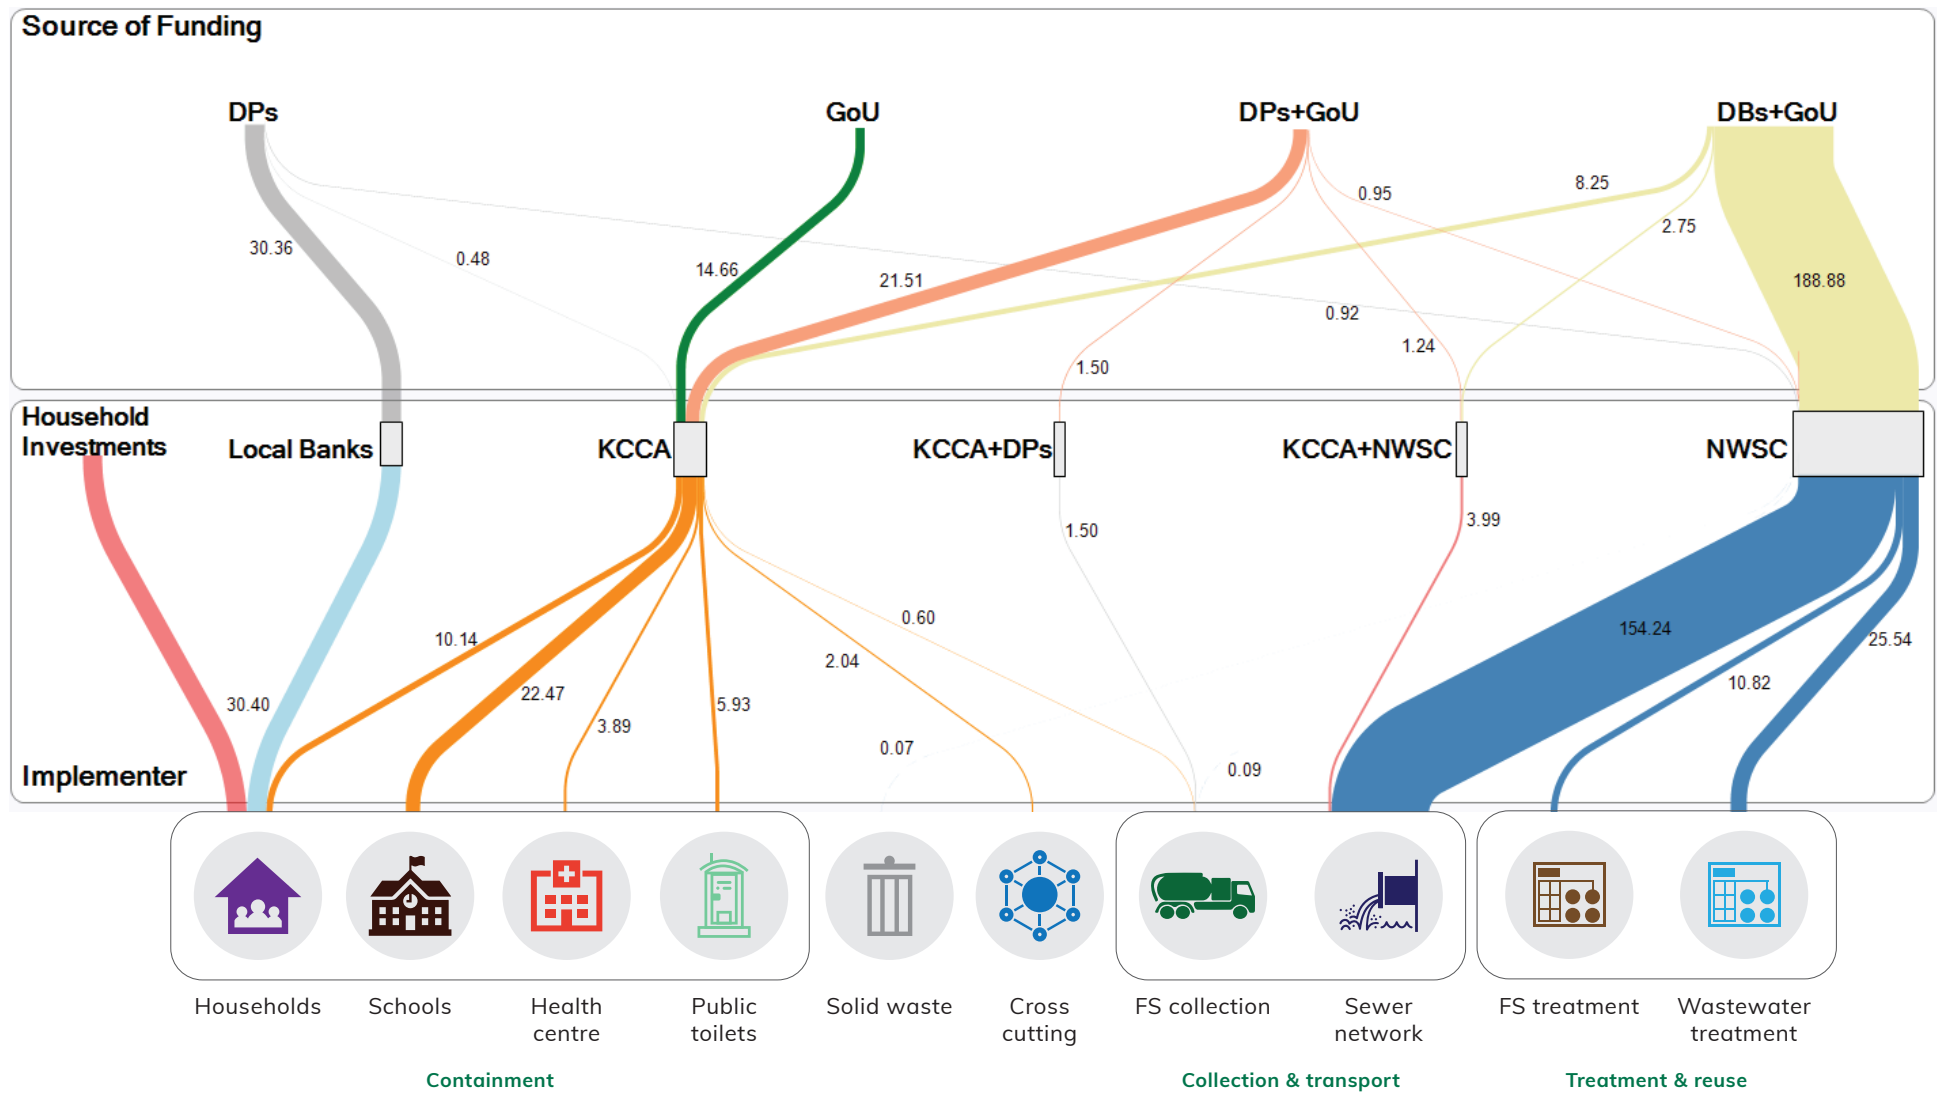 Source of Funding
DPs
GoU
DPs+GoU
DBs+GoU
8.25
0.95
2.75
30.36
0.48
14.66
21.51
188.88
0.92
1.24
1.50
Household
Investments
Local Banks
KCCA
KCCA+DPs
KCCA+NWSC
NWSC
3.99
1.50
0.60
154.24
10.14
25.54
2.04
10.82
22.47
30.40
5.93
3.89
0.07
0.09
Implementer
Households
Schools
Health
centre
Public
toilets
Solid waste
Cross
cutting
FS collection
Sewer
network
FS treatment
Wastewater
treatment
Containment
Collection & transport
Treatment & reuse